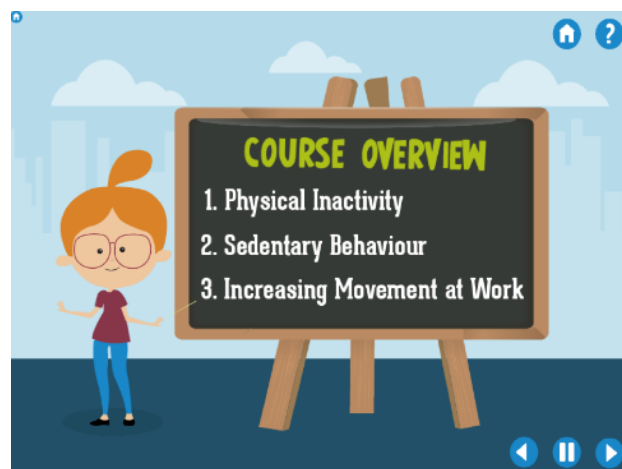 COURSE OVERVIEW
1. Physical Inactivity
2. Sedentary Behaviour
3. Increasing Movement at Work
?